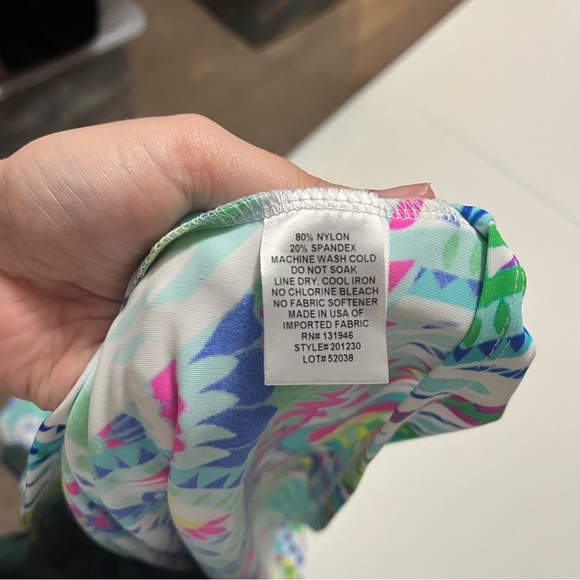 80% NYLON
20% SPANDEX
MACHINE WASH COLD
DO NOT SOAK
LINE DRY, COOL IRON
NO CHLORINE BLEACH
NO FABRIC SOFTENER
MADE IN USA OF
IMPORTED FABRIC
RN# 131946
STYLE# 201230
LOT# 52038